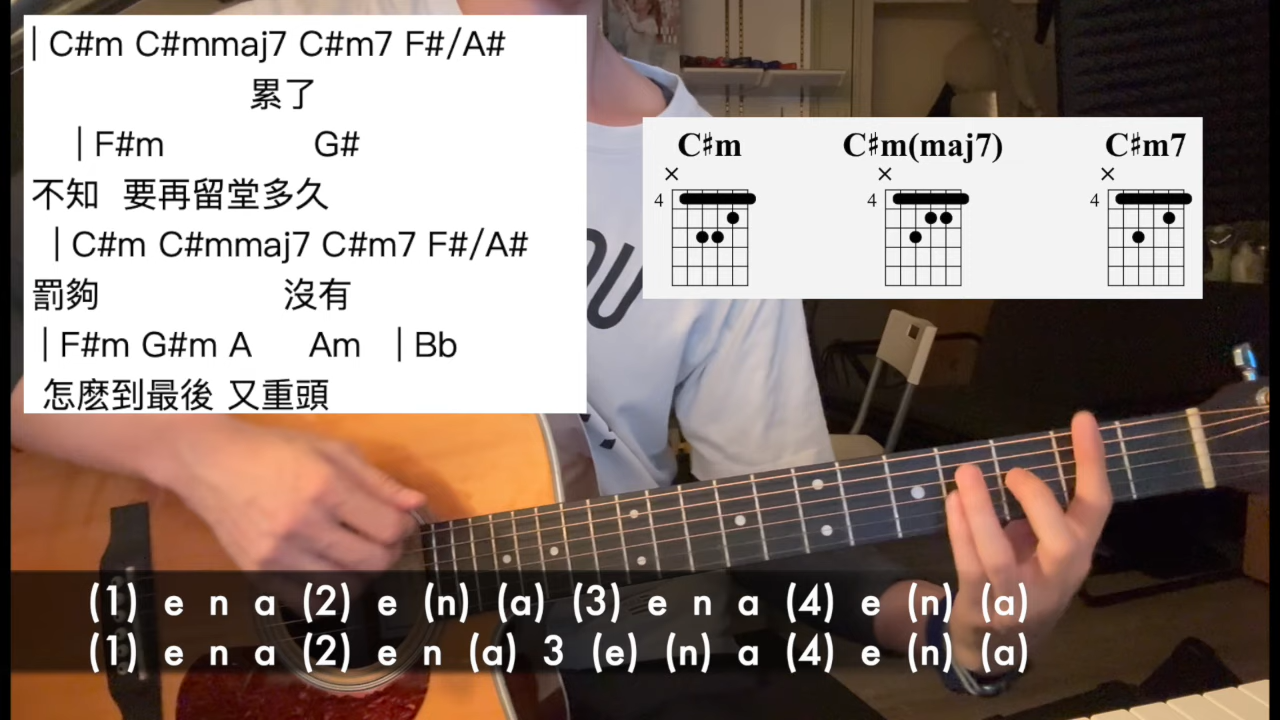 | C#m C#mmaj7 C#m7 F#/A#
累了
| F#m G#
不知 要再留堂多久
| C#m C#mmaj7 C#m7 F#/A#
罰夠 沒有
| F#m G#m A Am | Bb
怎麽到最後 又重頭
C♯m C♯m(maj7) C♯m7
× × ×
4 4 4
OU
(1) e n a (2) e (n) (a) (3) e n a (4) e (n) (a)
(1) e n a (2) e n (a) 3 (e) (n) a (4) e (n) (a)